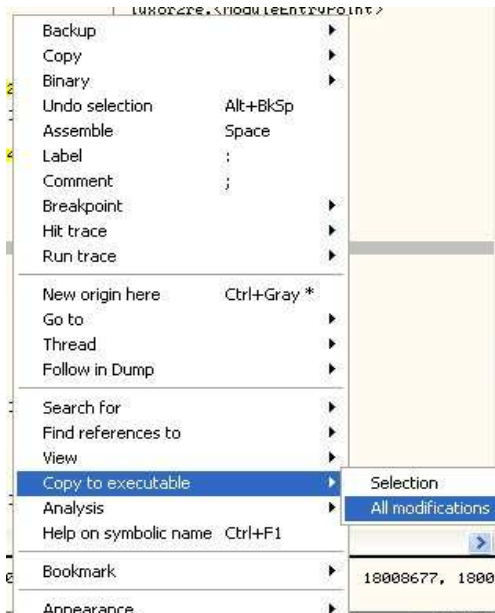 luxor2re.<ModuleEntryPoint>
Backup
Copy
Binary
Undo selection Alt+BkSp
Assemble Space
Label :
Comment ;
Breakpoint
Hit trace
Run trace
New origin here Ctrl+Gray *
Go to
Thread
Follow in Dump
Search for
Find references to
View
Copy to executable
Selection
Analysis
All modifications
Help on symbolic name Ctrl+F1
Bookmark
18008677, 1800
Appearance